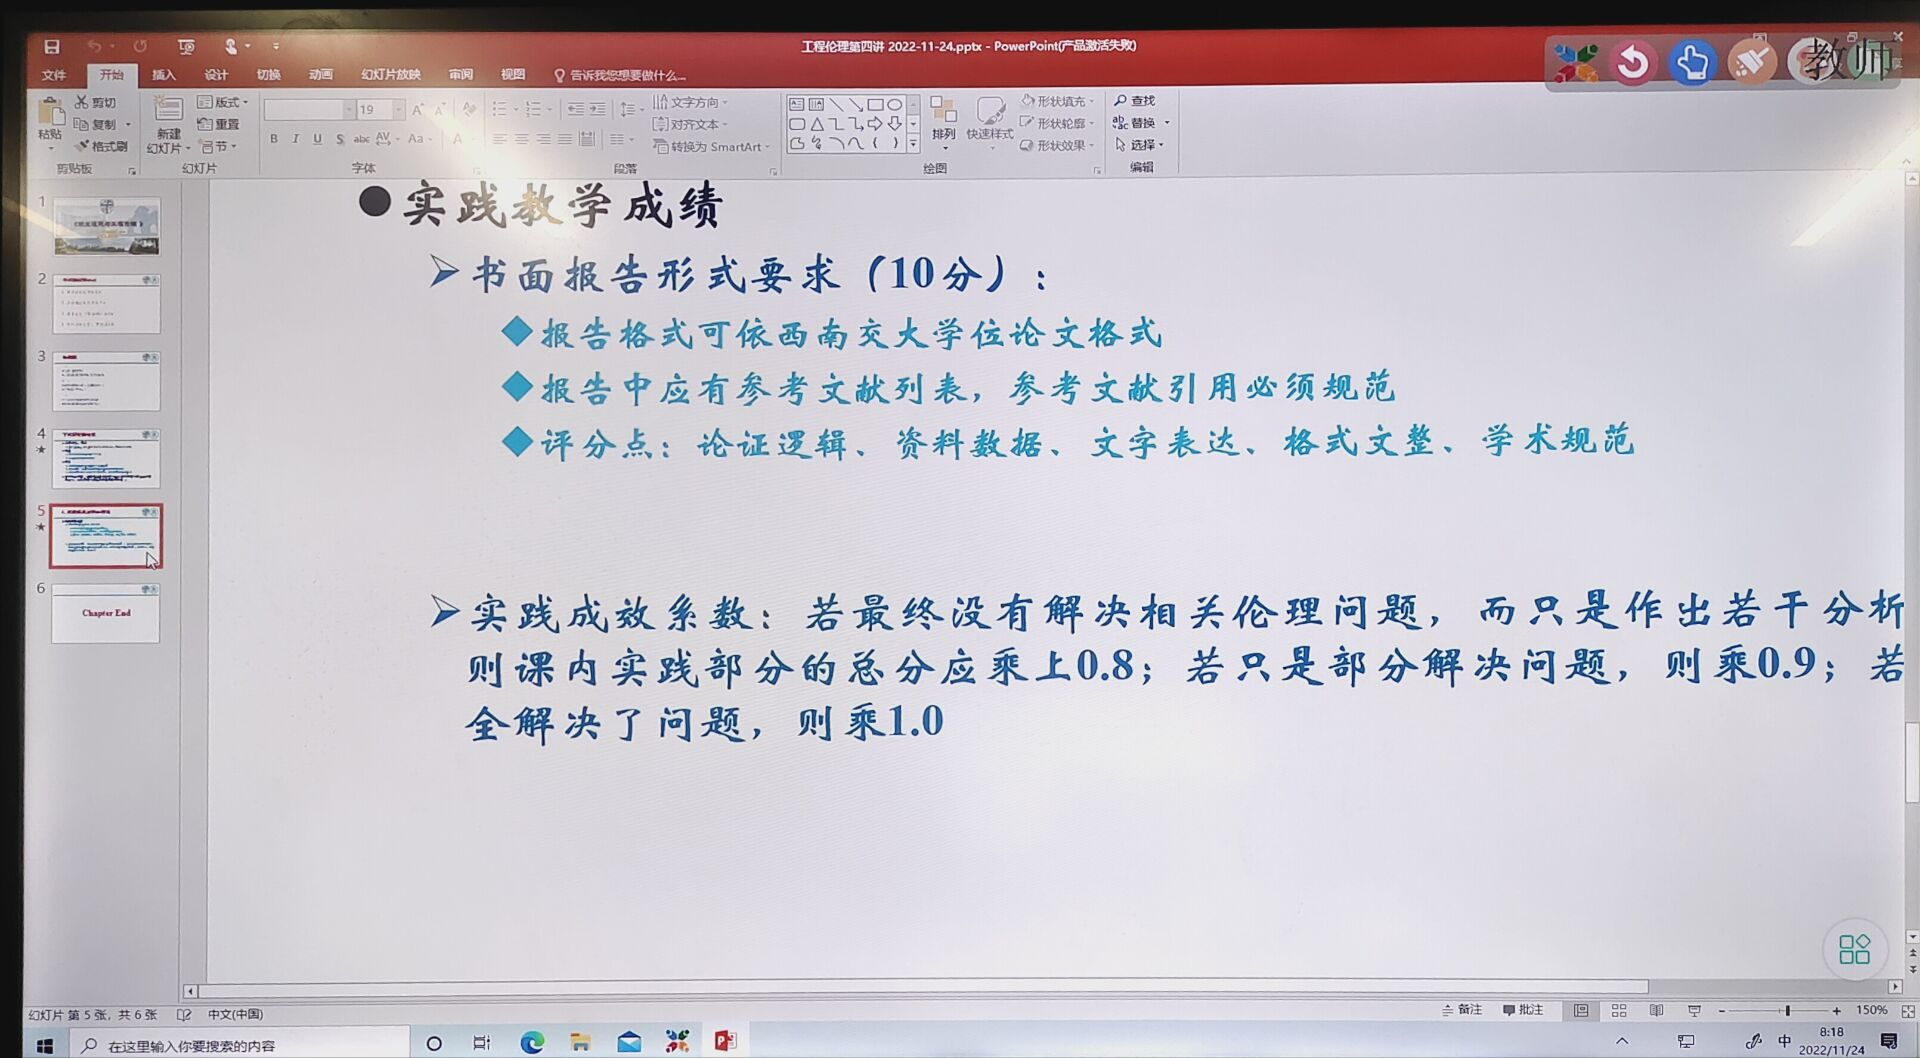 工程伦理第四讲 2022-11-24.pptx - PowerPoint(产品激活失败)
教师
文件 开始 插入 设计 切换 动画 幻灯片放映 审阅 视图 告诉我您想要做什么...
粘贴 剪切 复制 格式刷
剪贴板
新建 幻灯片 版式 重置 节
幻灯片
19
B I U S abc AV Aa A
字体
文字方向 对齐文本 转换为 SmartArt
段落
排列 快速样式 形状填充 形状轮廓 形状效果
绘图
查找 替换 选择
编辑
1
2
3
4
5
6
Chapter End
实践教学成绩
书面报告形式要求（10分）：
报告格式可依西南交大学位论文格式
报告中应有参考文献列表，参考文献引用必须规范
评分点：论证逻辑、资料数据、文字表达、格式文整、学术规范
实践成效系数：若最终没有解决相关伦理问题，而只是作出若干分析
则课内实践部分的总分应乘上0.8；若只是部分解决问题，则乘0.9；若
全解决了问题，则乘1.0
幻灯片 第 5 张，共 6 张 中文(中国) 备注 批注 150%
在这里输入你要搜索的内容
中 8:18
2022/11/24